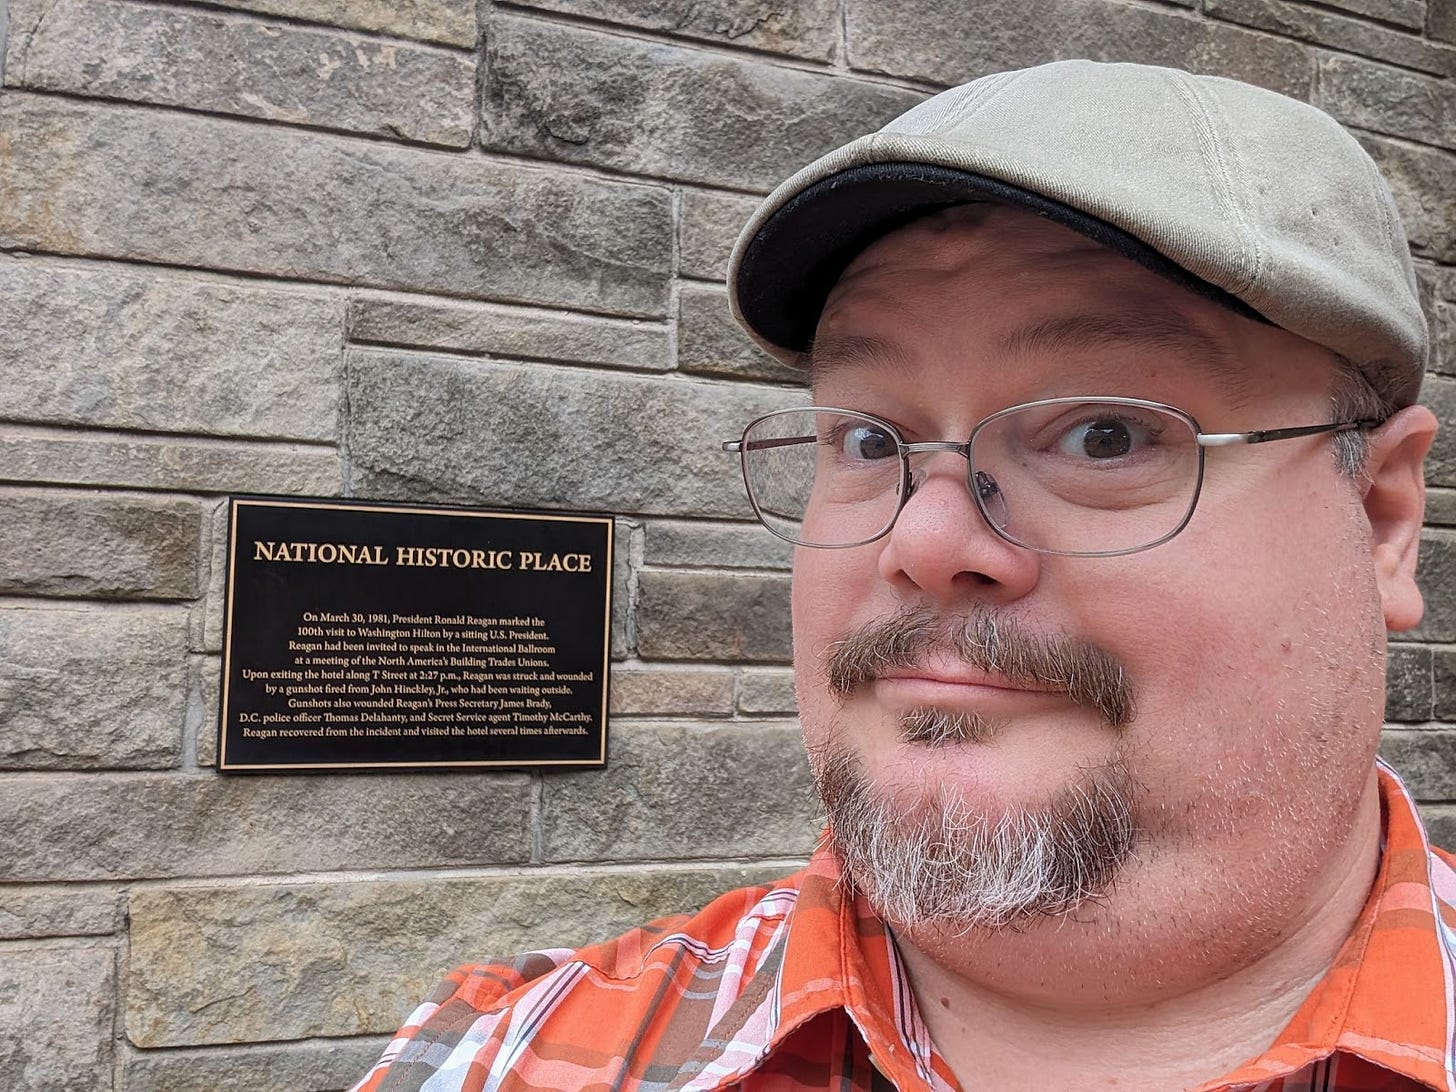 NATIONAL HISTORIC PLACE
On March 30, 1981, President Ronald Reagan marked the
100th visit to Washington Hilton by a sitting U.S. President.
Reagan had been invited to speak in the International Ballroom
at a meeting of the North America's Building Trades Unions.
Upon exiting the hotel along T Street at 2:27 p.m., Reagan was struck and wounded
by a gunshot fired from John Hinckley, Jr., who had been waiting outside.
Gunshots also wounded Reagan's Press Secretary James Brady,
D.C. police officer Thomas Delahanty, and Secret Service agent Timothy McCarthy.
Reagan recovered from the incident and visited the hotel several times afterwards.